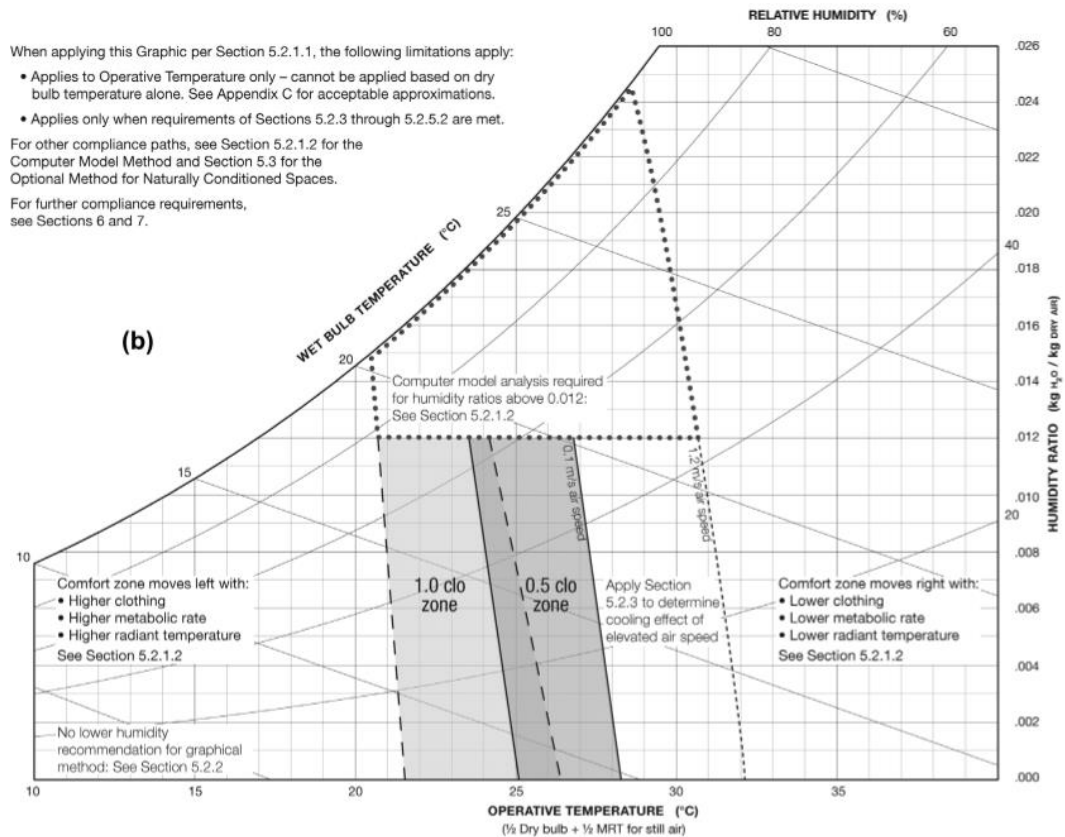 RELATIVE HUMIDITY (%)
100
80
60
When applying this Graphic per Section 5.2.1.1, the following limitations apply:
• Applies to Operative Temperature only – cannot be applied based on dry
bulb temperature alone. See Appendix C for acceptable approximations.
• Applies only when requirements of Sections 5.2.3 through 5.2.5.2 are met.
For other compliance paths, see Section 5.2.1.2 for the
Computer Model Method and Section 5.3 for the
Optional Method for Naturally Conditioned Spaces.
For further compliance requirements,
see Sections 6 and 7.
(b)
WET BULB TEMPERATURE (°C)
25
20
15
10
Computer model analysis required
for humidity ratios above 0.012:
See Section 5.2.1.2
0.1 m/s air speed
1.2 m/s air speed
Comfort zone moves left with:
• Higher clothing
• Higher metabolic rate
• Higher radiant temperature
See Section 5.2.1.2
1.0 clo
zone
0.5 clo
zone
Apply Section
5.2.3 to determine
cooling effect of
elevated air speed
Comfort zone moves right with:
• Lower clothing
• Lower metabolic rate
• Lower radiant temperature
See Section 5.2.1.2
No lower humidity
recommendation for graphical
method: See Section 5.2.2
.026
.024
.022
.020
40
.018
.016
.014
.012
.010
20
.008
.006
.004
.002
.000
HUMIDITY RATIO (kg H2O / kg DRY AIR)
10
15
20
25
30
35
OPERATIVE TEMPERATURE (°C)
(½ Dry bulb + ½ MRT for still air)